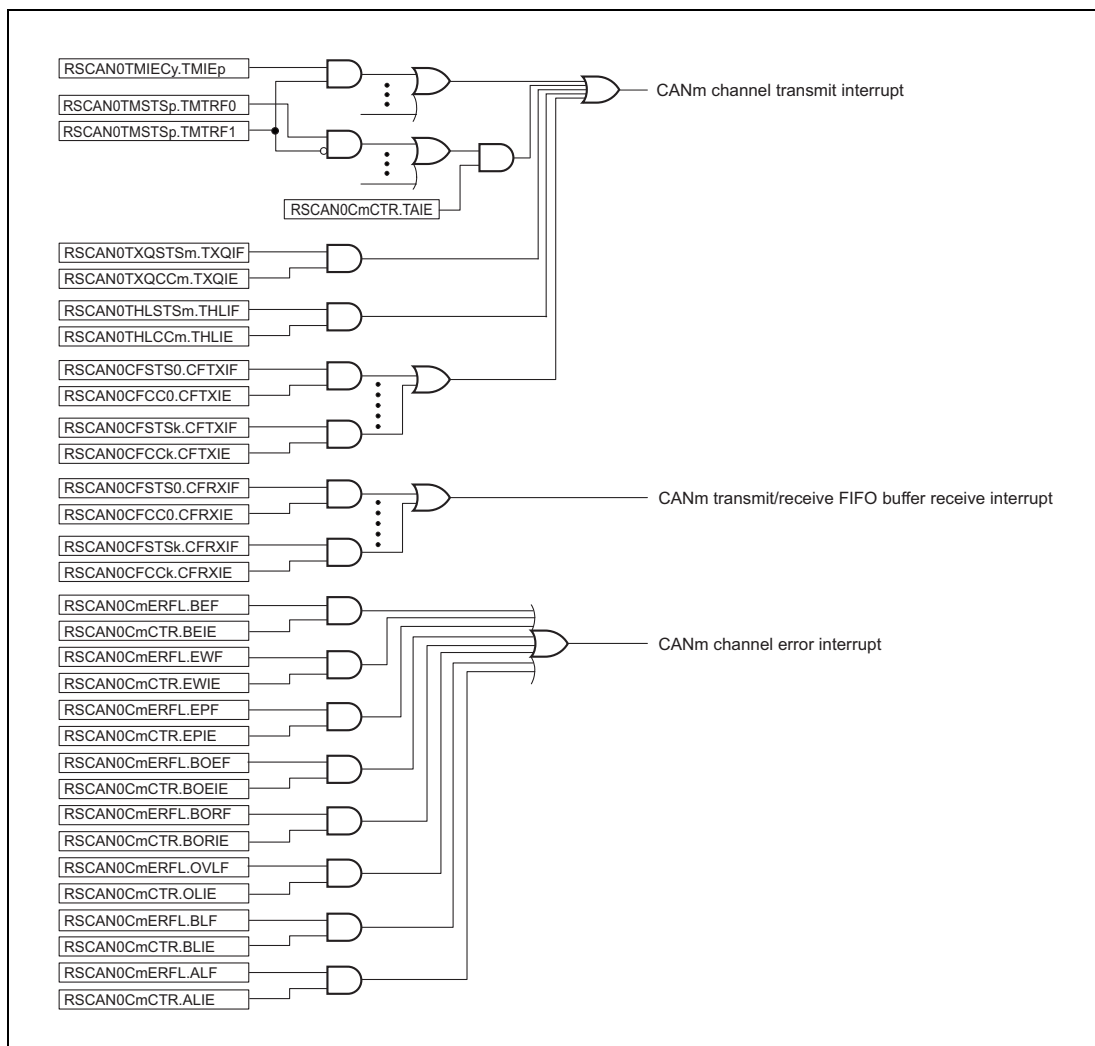 RSCAN0TMIECy.TMIEp
RSCAN0TMSTSp.TMTRF0
RSCAN0TMSTSp.TMTRF1
CANm channel transmit interrupt
RSCAN0CmCTR.TAIE
RSCAN0TXQSTSm.TXQIF
RSCAN0TXQCCm.TXQIE
RSCAN0THLSTSm.THLIF
RSCAN0THLCCm.THLIE
RSCAN0CFSTS0.CFTXIF
RSCAN0CFCC0.CFTXIE
RSCAN0CFSTSk.CFTXIF
RSCAN0CFCCk.CFTXIE
RSCAN0CFSTS0.CFRXIF
RSCAN0CFCC0.CFRXIE
RSCAN0CFSTSk.CFRXIF
RSCAN0CFCCk.CFRXIE
CANm transmit/receive FIFO buffer receive interrupt
RSCAN0CmERFL.BEF
RSCAN0CmCTR.BEIE
RSCAN0CmERFL.EWF
RSCAN0CmCTR.EWIE
RSCAN0CmERFL.EPF
RSCAN0CmCTR.EPIE
RSCAN0CmERFL.BOEF
RSCAN0CmCTR.BOEIE
RSCAN0CmERFL.BORF
RSCAN0CmCTR.BORIE
RSCAN0CmERFL.OVLF
RSCAN0CmCTR.OLIE
RSCAN0CmERFL.BLF
RSCAN0CmCTR.BLIE
RSCAN0CmERFL.ALF
RSCAN0CmCTR.ALIE
CANm channel error interrupt